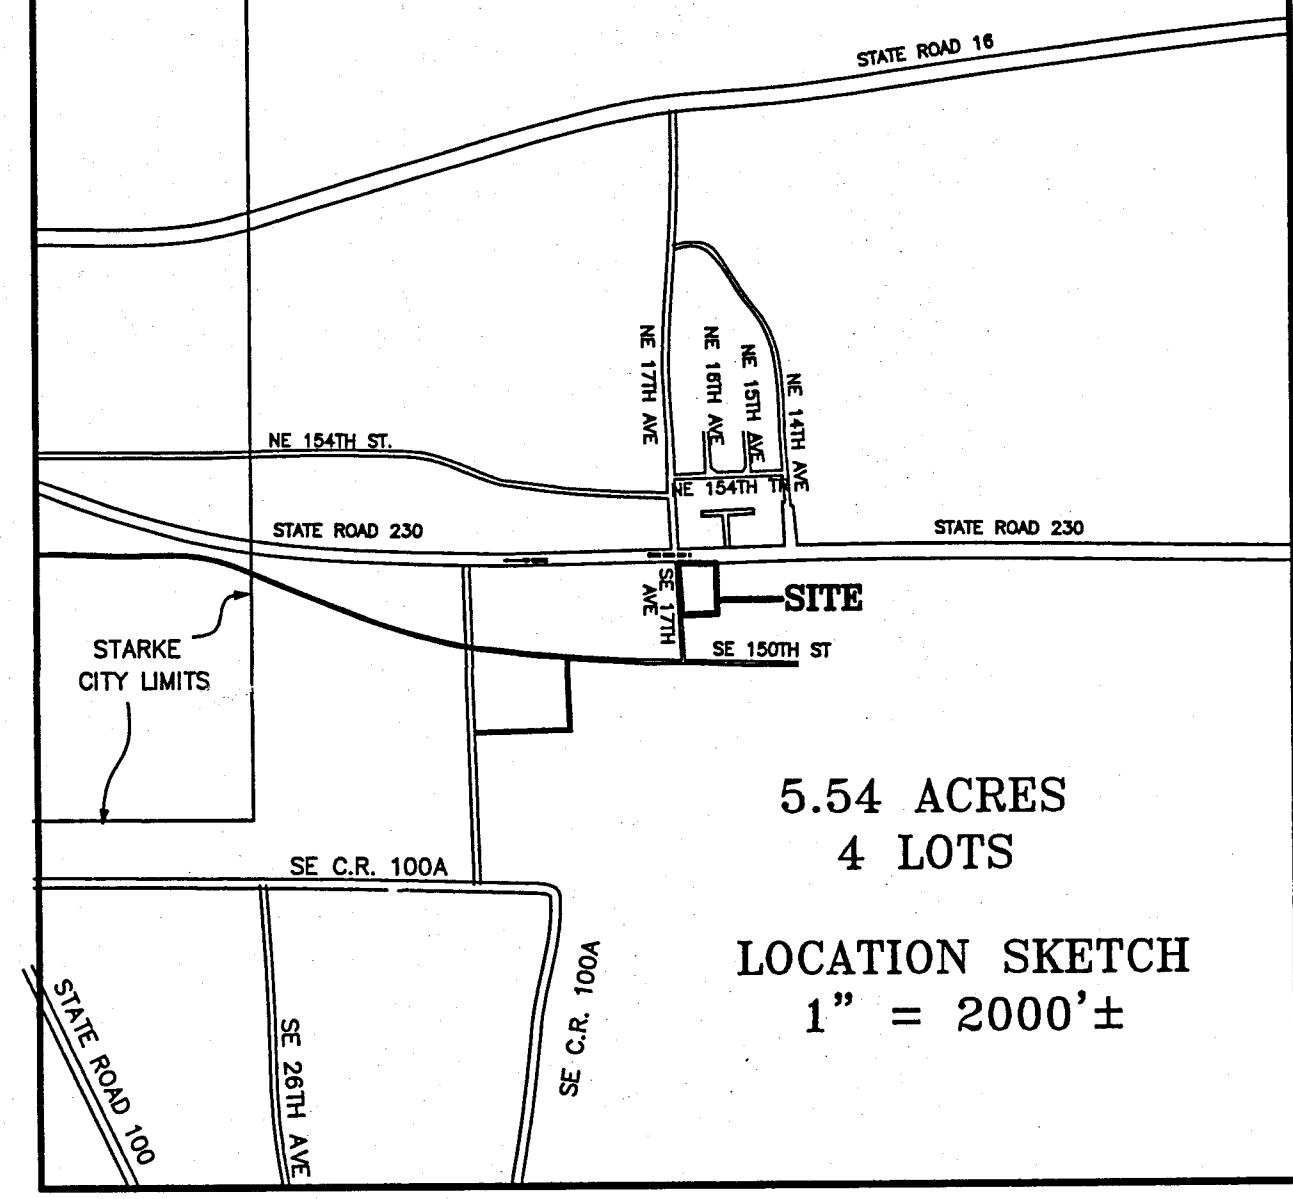 STATE ROAD 16
NE 17TH AVE
NE 16TH AVE
NE 15TH AVE
NE 14TH AVE
NE 154TH ST.
NE 154TH TR
STATE ROAD 230
STATE ROAD 230
SE 17TH
AVE
SITE
SE 150TH ST
STARKE
CITY LIMITS
5.54 ACRES
4 LOTS
SE C.R. 100A
LOCATION SKETCH
1" = 2000'±
SE C.R. 100A
STATE ROAD 100
SE 26TH AVE